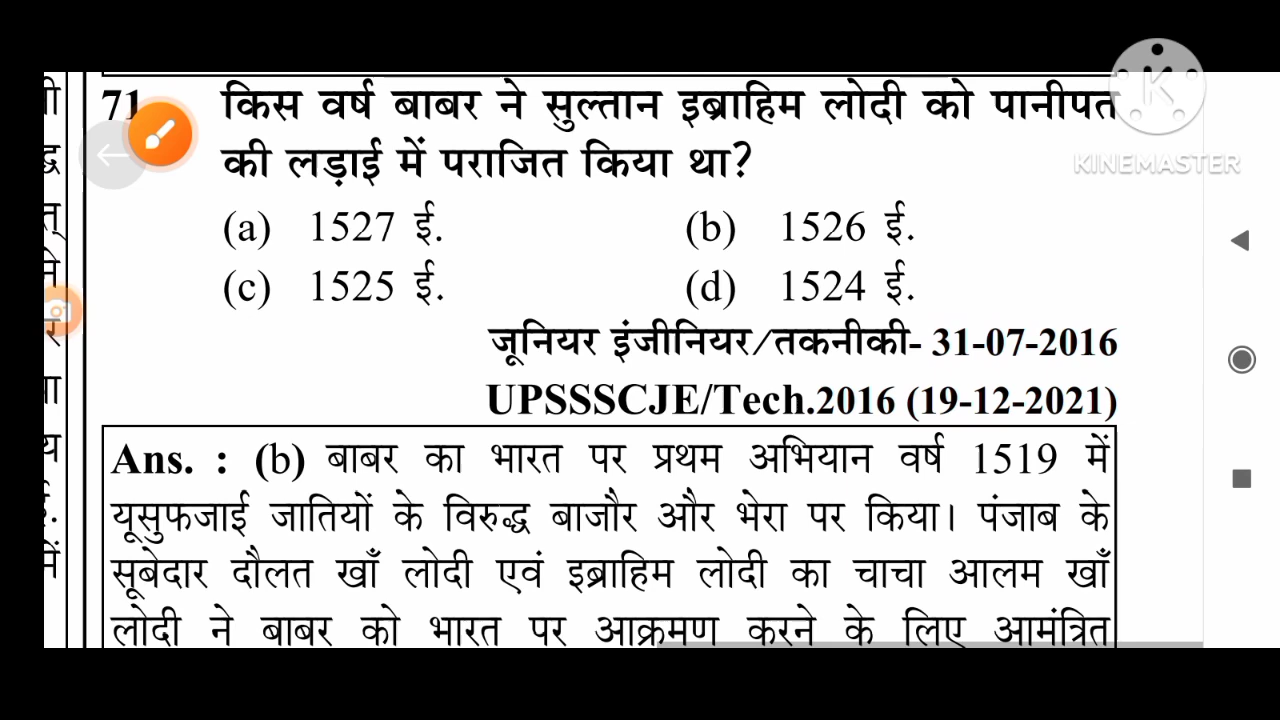 71
किस वर्ष बाबर ने सुल्तान इब्राहिम लोदी को पानीपत
की लड़ाई में पराजित किया था?
(a) 1527 ई. (b) 1526 ई.
(c) 1525 ई. (d) 1524 ई.
जूनियर इंजीनियर/तकनीकी- 31-07-2016
UPSSSCJE/Tech.2016 (19-12-2021)
Ans. : (b) बाबर का भारत पर प्रथम अभियान वर्ष 1519 में
यूसुफजाई जातियों के विरुद्ध बाजौर और भेरा पर किया। पंजाब के
सूबेदार दौलत खाँ लोदी एवं इब्राहिम लोदी का चाचा आलम खाँ
लोदी ने बाबर को भारत पर आक्रमण करने के लिए आमंत्रित
K
KINEMASTER